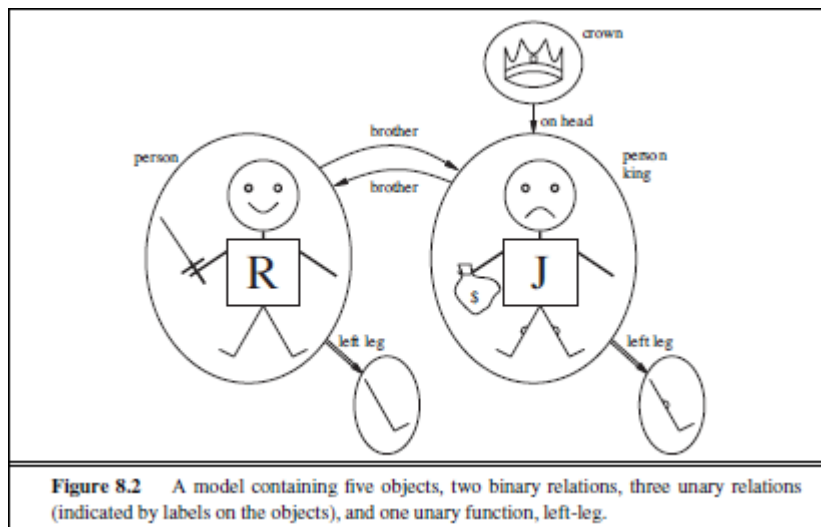 crown
on head
brother
person
person
king
brother
R
J
$
left leg
left leg
Figure 8.2 A model containing five objects, two binary relations, three unary relations
(indicated by labels on the objects), and one unary function, left-leg.